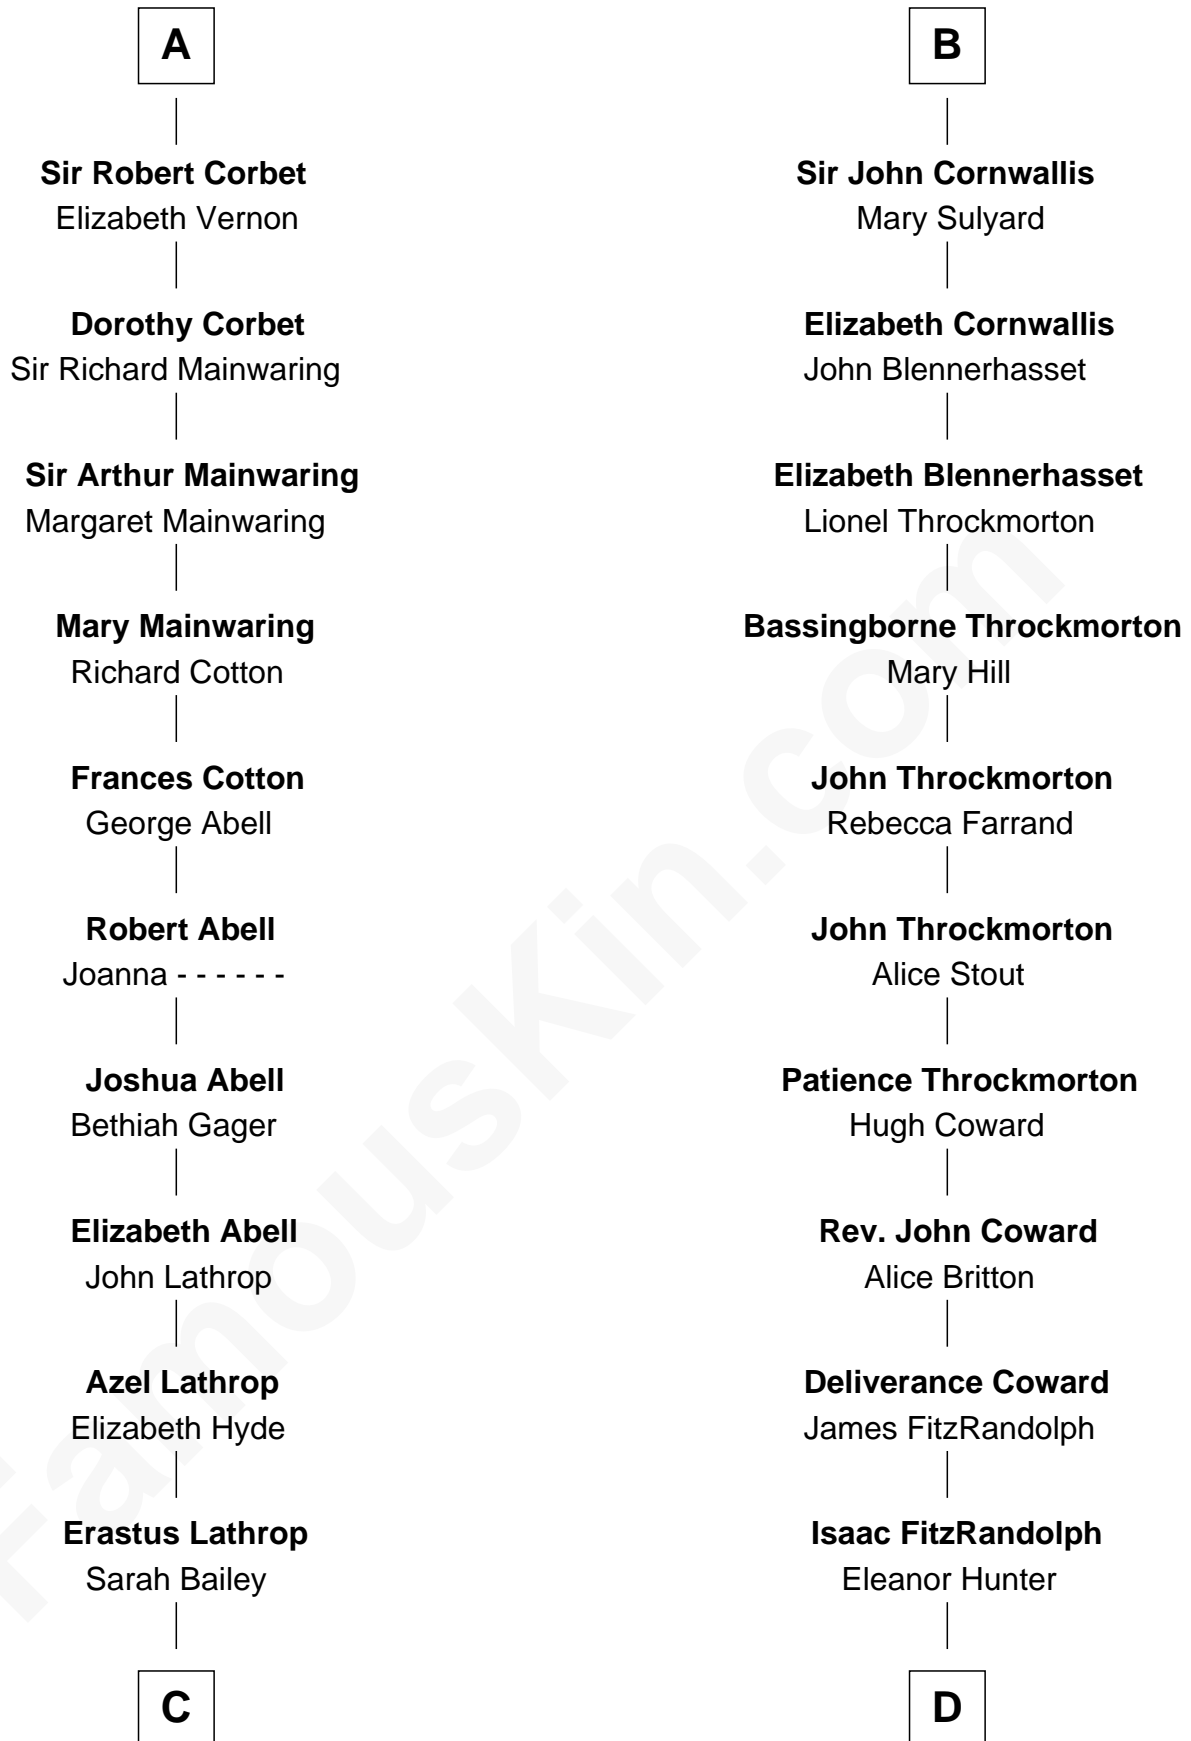 A
Sir Robert Corbet
Elizabeth Vernon
Dorothy Corbet
Sir Richard Mainwaring
Sir Arthur Mainwaring
Margaret Mainwaring
Mary Mainwaring
Richard Cotton
Frances Cotton
George Abell
Robert Abell
Joanna - - - - - -
Joshua Abell
Bethiah Gager
Elizabeth Abell
John Lathrop
Azel Lathrop
Elizabeth Hyde
Erastus Lathrop
Sarah Bailey
C
B
Sir John Cornwallis
Mary Sulyard
Elizabeth Cornwallis
John Blennerhasset
Elizabeth Blennerhasset
Lionel Throckmorton
Bassingborne Throckmorton
Mary Hill
John Throckmorton
Rebecca Farrand
John Throckmorton
Alice Stout
Patience Throckmorton
Hugh Coward
Rev. John Coward
Alice Britton
Deliverance Coward
James FitzRandolph
Isaac FitzRandolph
Eleanor Hunter
D
FamousKin.com